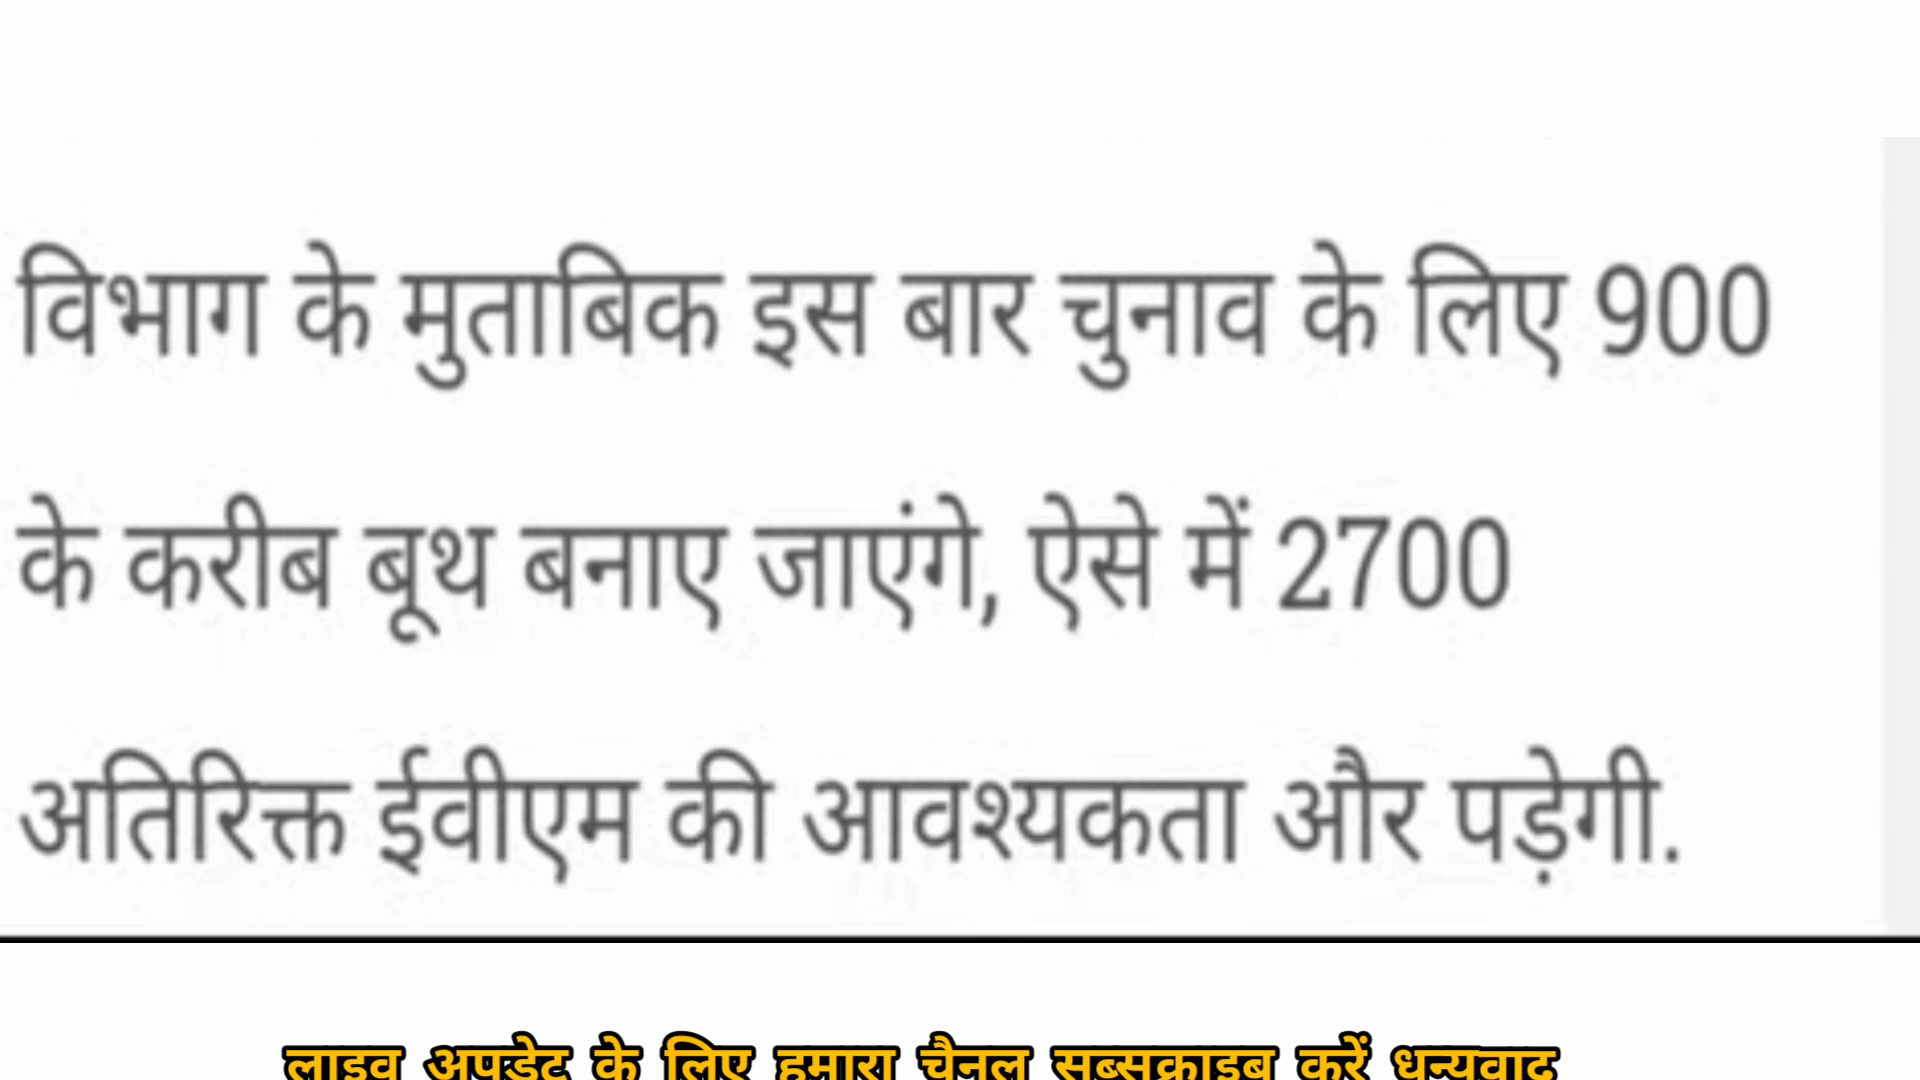 विभाग के मुताबिक इस बार चुनाव के लिए 900
के करीब बूथ बनाए जाएंगे, ऐसे में 2700
अतिरिक्त ईवीएम की आवश्यकता और पड़ेगी.
लाइव अपडेट के लिए हमारा चैनल सब्सक्राइब करें धन्यवाद